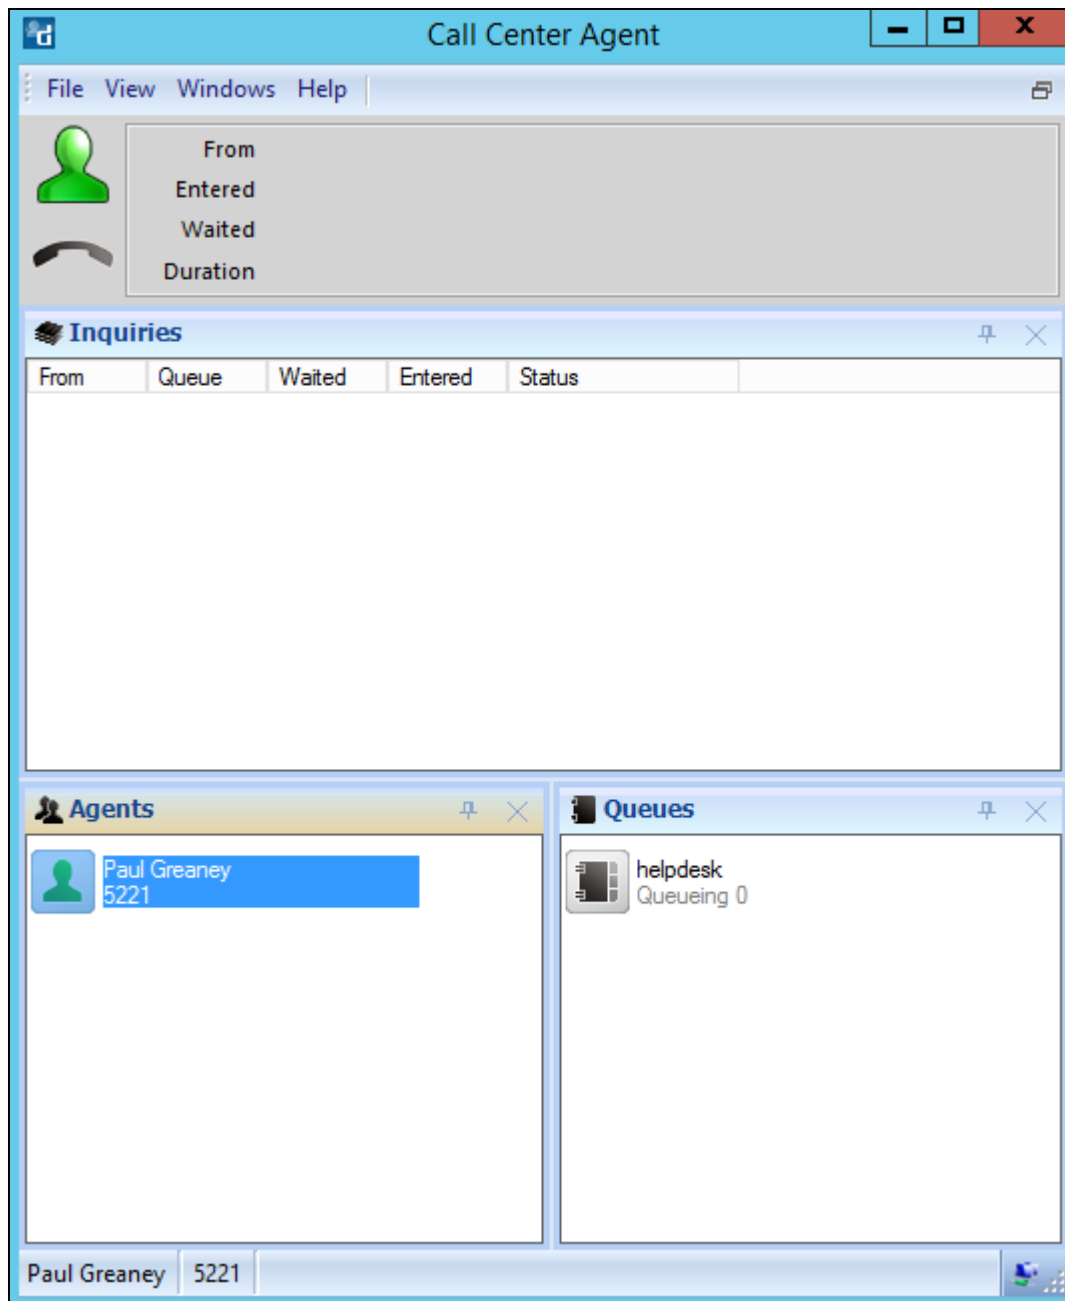 Call Center Agent
File View Windows Help
From
Entered
Waited
Duration
Inquiries
From Queue Waited Entered Status
Agents
Paul Greaney
5221
Queues
helpdesk
Queueing 0
Paul Greaney 5221